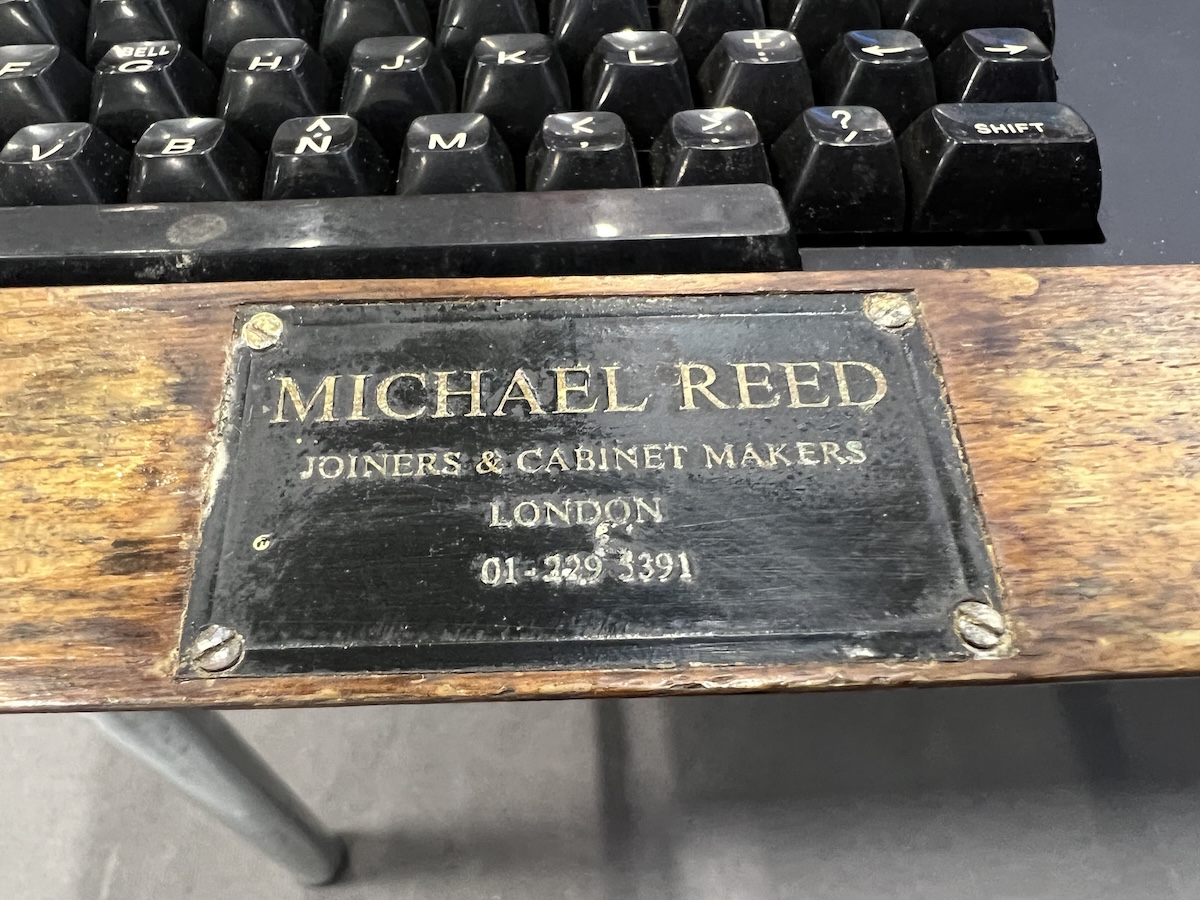 BELL
F G H J K L + ; ← →
V B ^ N M < , > . ? / SHIFT
MICHAEL REED
JOINERS & CABINET MAKERS
LONDON
01-229 3391